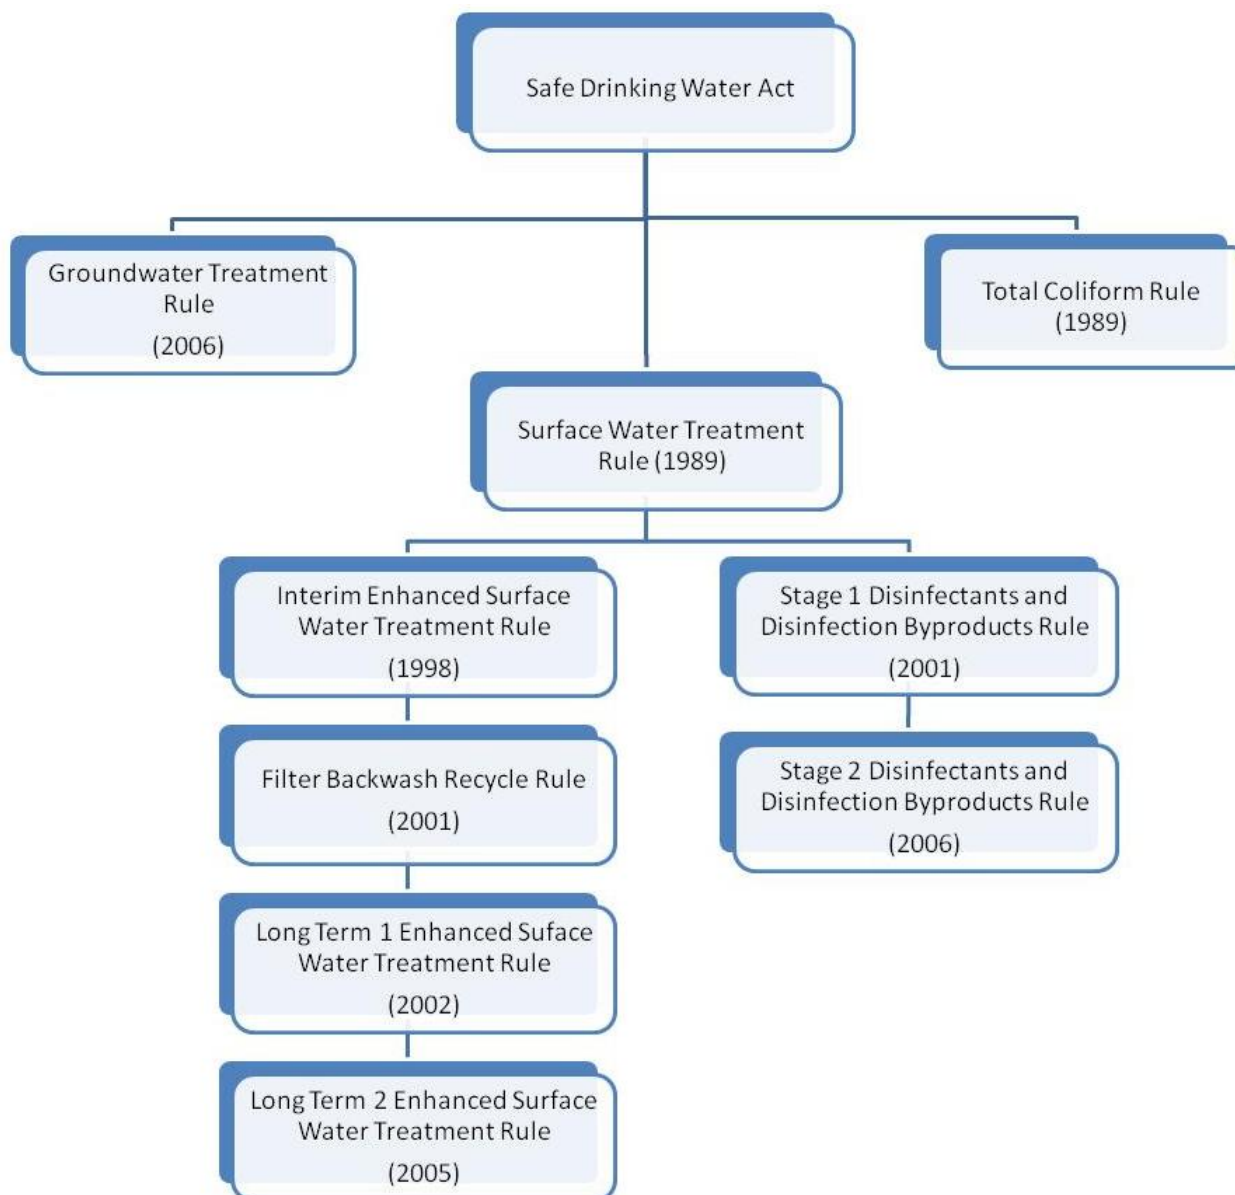 Safe Drinking Water Act
Groundwater Treatment
Rule
(2006)
Total Coliform Rule
(1989)
Surface Water Treatment
Rule (1989)
Interim Enhanced Surface
Water Treatment Rule
(1998)
Stage 1 Disinfectants and
Disinfection Byproducts Rule
(2001)
Filter Backwash Recycle Rule
(2001)
Stage 2 Disinfectants and
Disinfection Byproducts Rule
(2006)
Long Term 1 Enhanced Suface
Water Treatment Rule
(2002)
Long Term 2 Enhanced Surface
Water Treatment Rule
(2005)